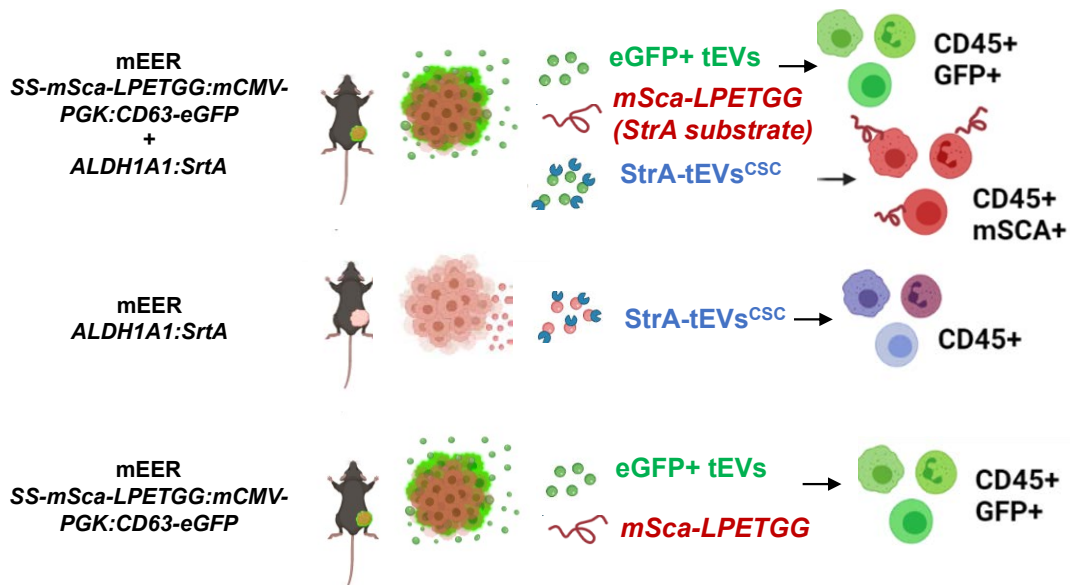 mEER
SS-mSca-LPETGG:mCMV-
PGK:CD63-eGFP
+
ALDH1A1:SrtA
eGFP+ tEVs
mSca-LPETGG
(StrA substrate)
StrA-tEVsCSC
CD45+
GFP+
CD45+
mSCA+
mEER
ALDH1A1:SrtA
StrA-tEVsCSC
CD45+
mEER
SS-mSca-LPETGG:mCMV-
PGK:CD63-eGFP
eGFP+ tEVs
mSca-LPETGG
CD45+
GFP+